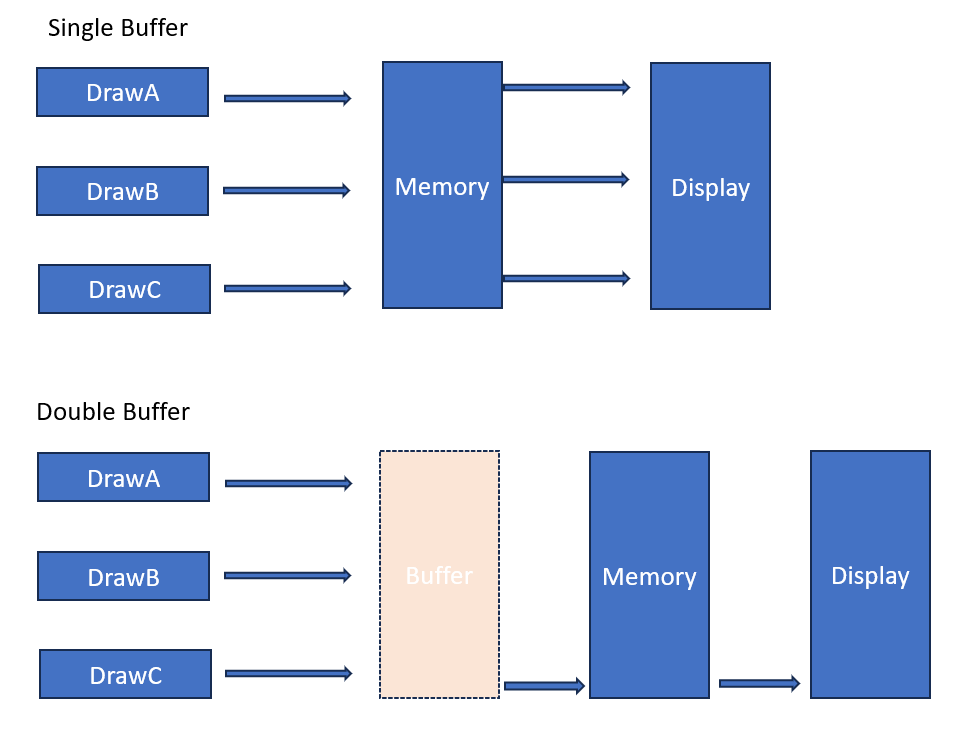 Single Buffer
DrawA
DrawB
DrawC
Memory
Display
Double Buffer
DrawA
DrawB
DrawC
Buffer
Memory
Display